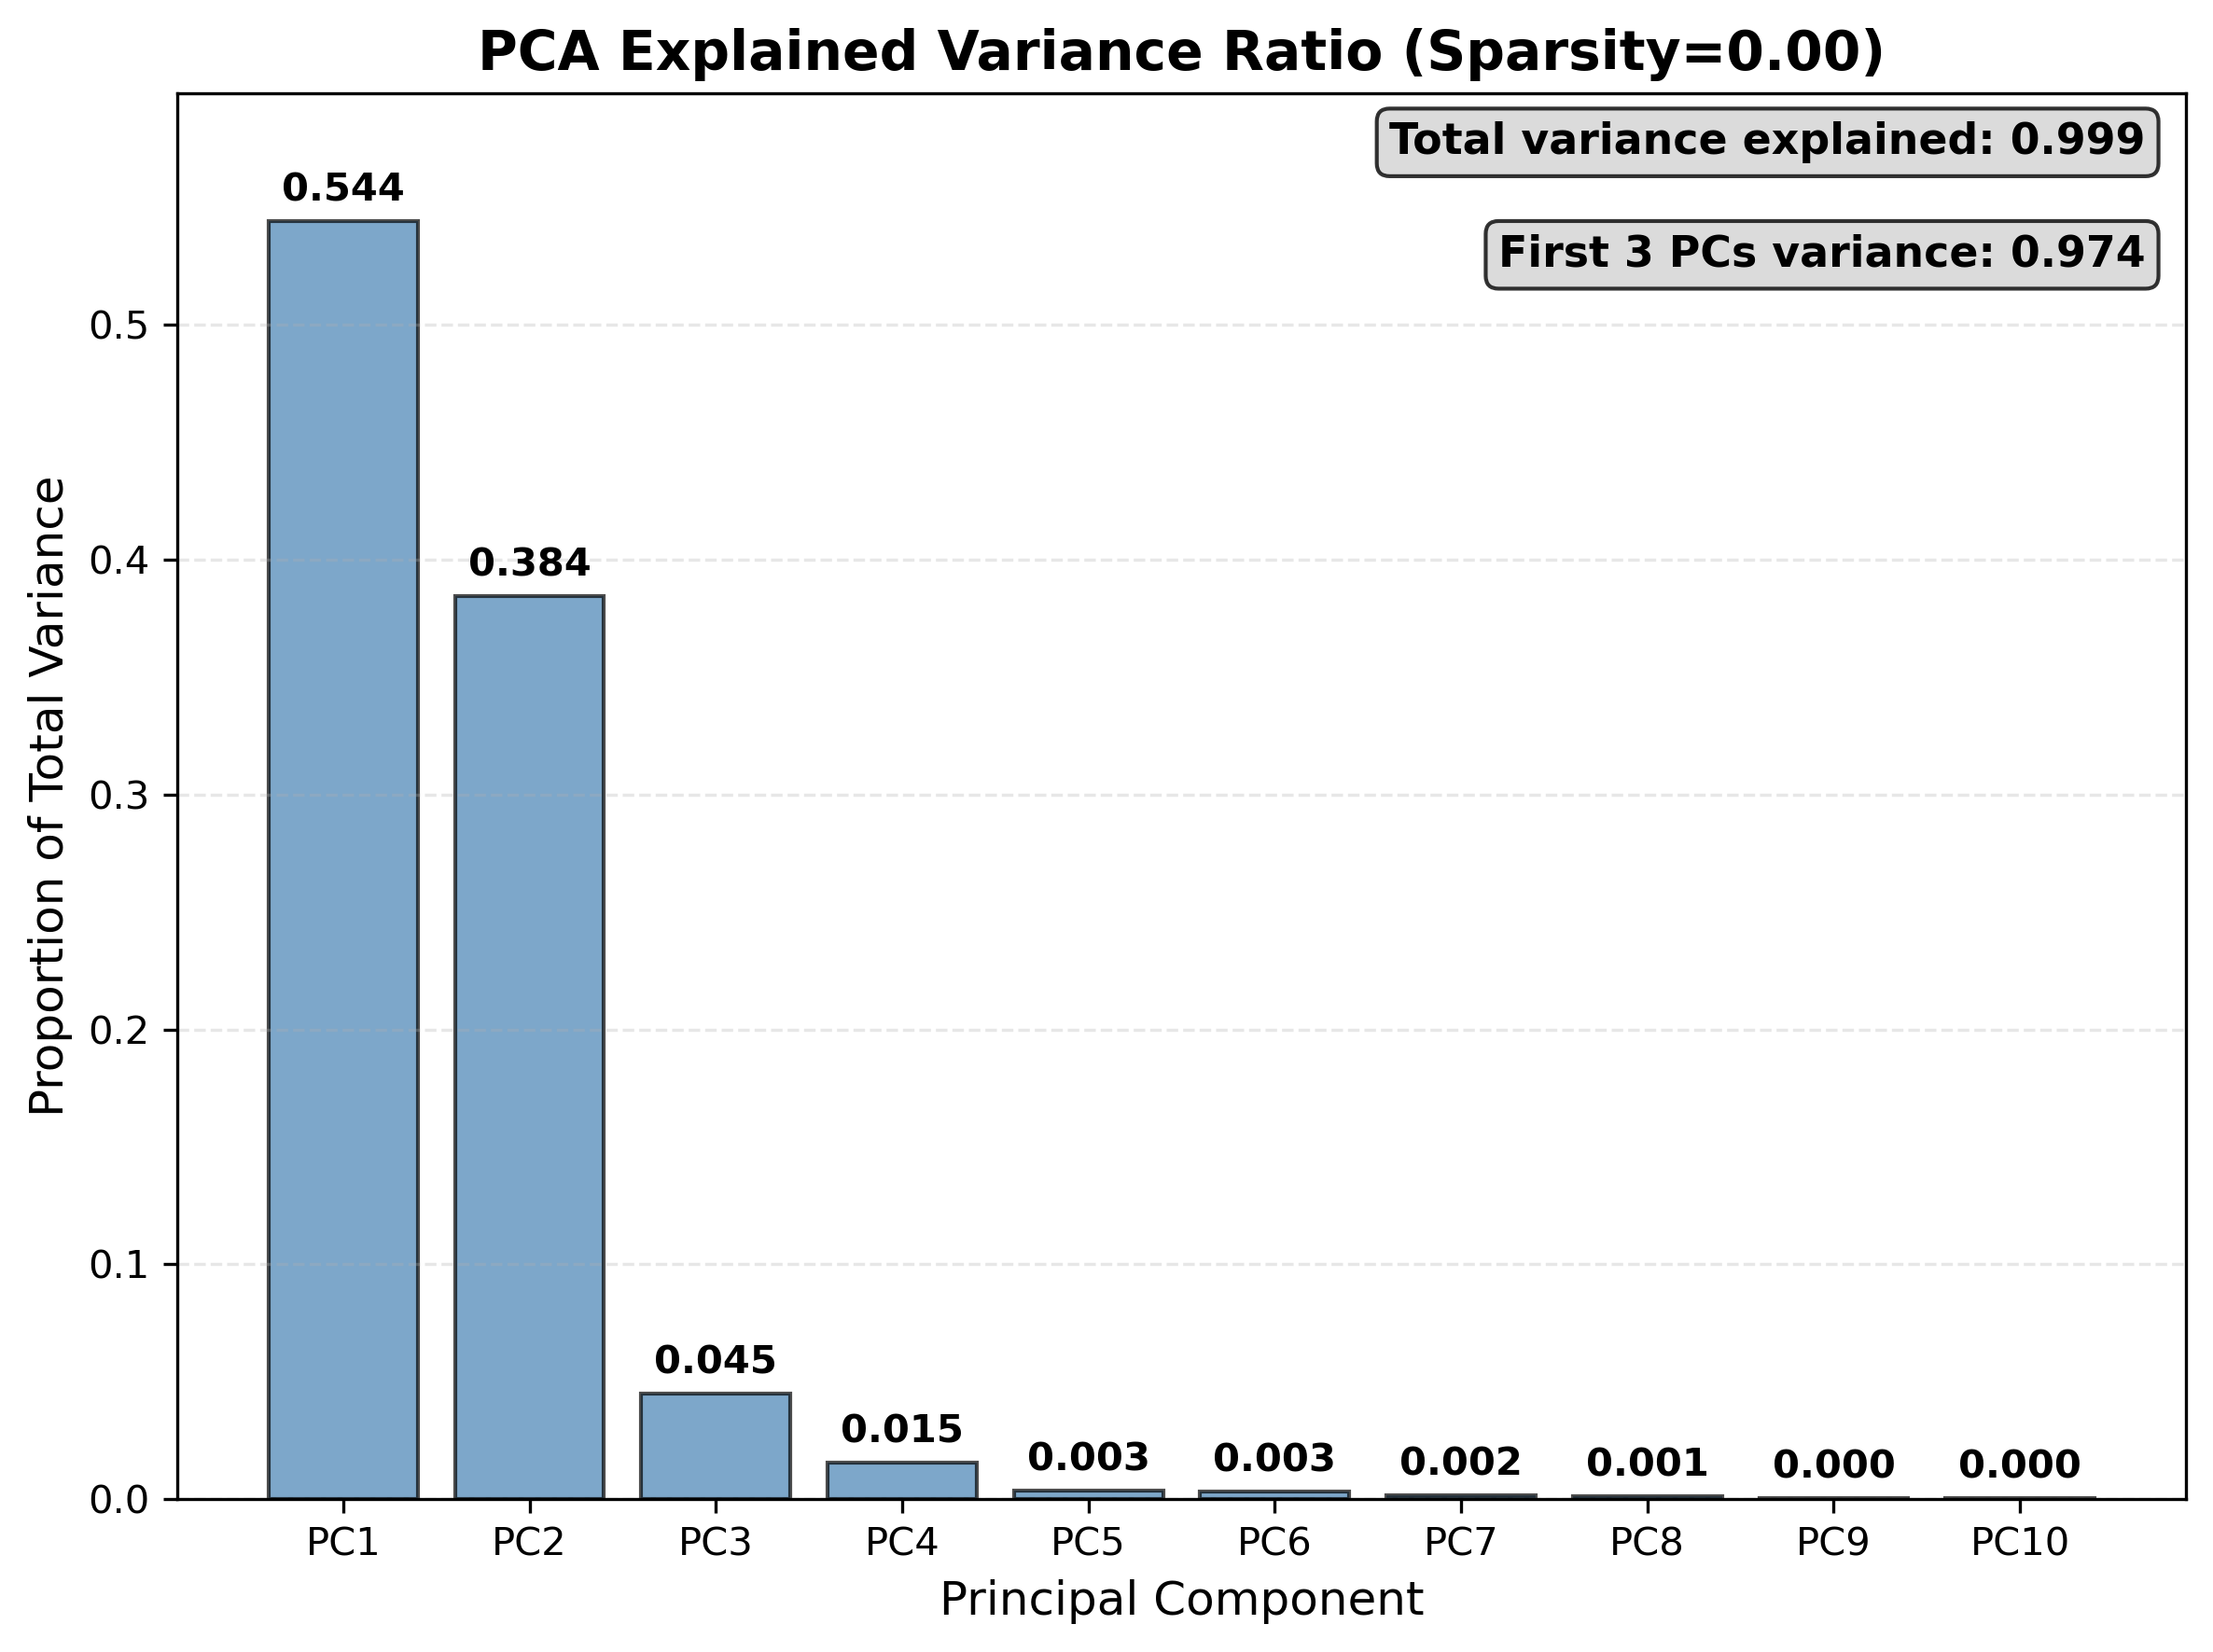 PCA Explained Variance Ratio (Sparsity=0.00)
Total variance explained: 0.999
First 3 PCs variance: 0.974
Proportion of Total Variance
0.5
0.4
0.3
0.2
0.1
0.0
0.544
0.384
0.045
0.015
0.003
0.003
0.002
0.001
0.000
0.000
PC1
PC2
PC3
PC4
PC5
PC6
PC7
PC8
PC9
PC10
Principal Component